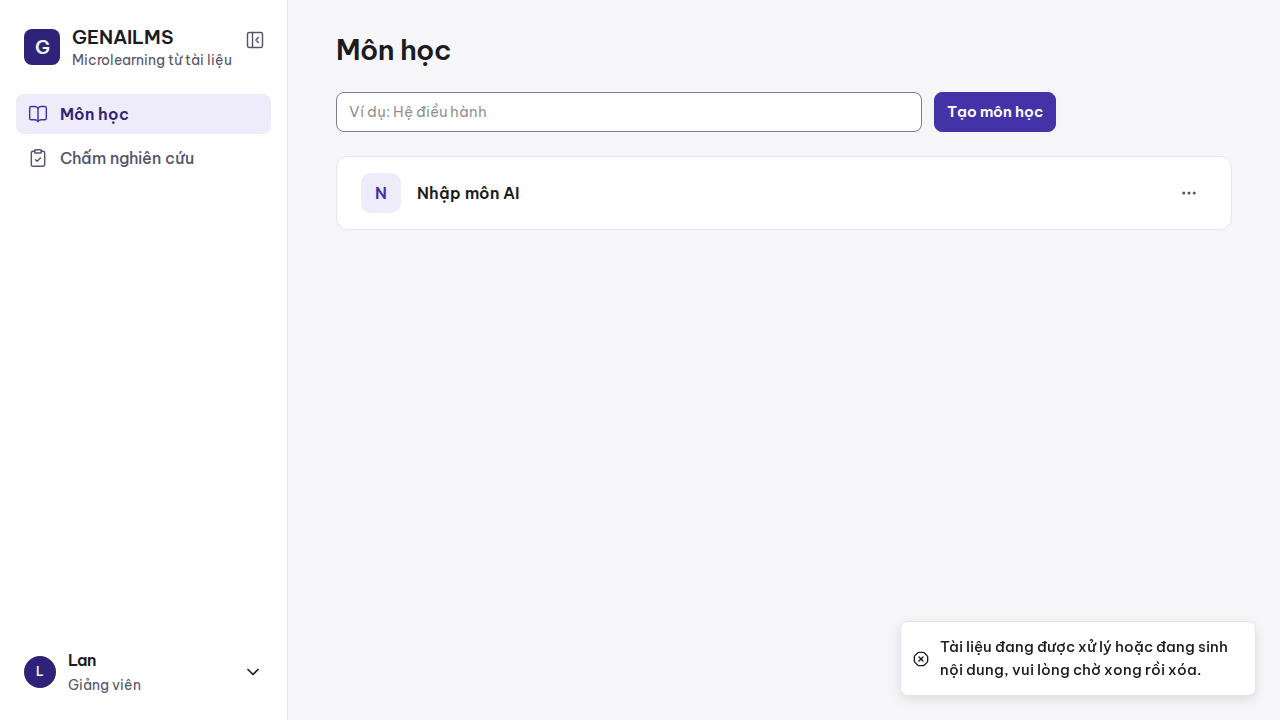 G
GENAILMS
Microlearning từ tài liệu
Môn học
Chấm nghiên cứu
L
Lan
Giảng viên
Môn học
Ví dụ: Hệ điều hành
Tạo môn học
N
Nhập môn AI
Tài liệu đang được xử lý hoặc đang sinh
nội dung, vui lòng chờ xong rồi xóa.